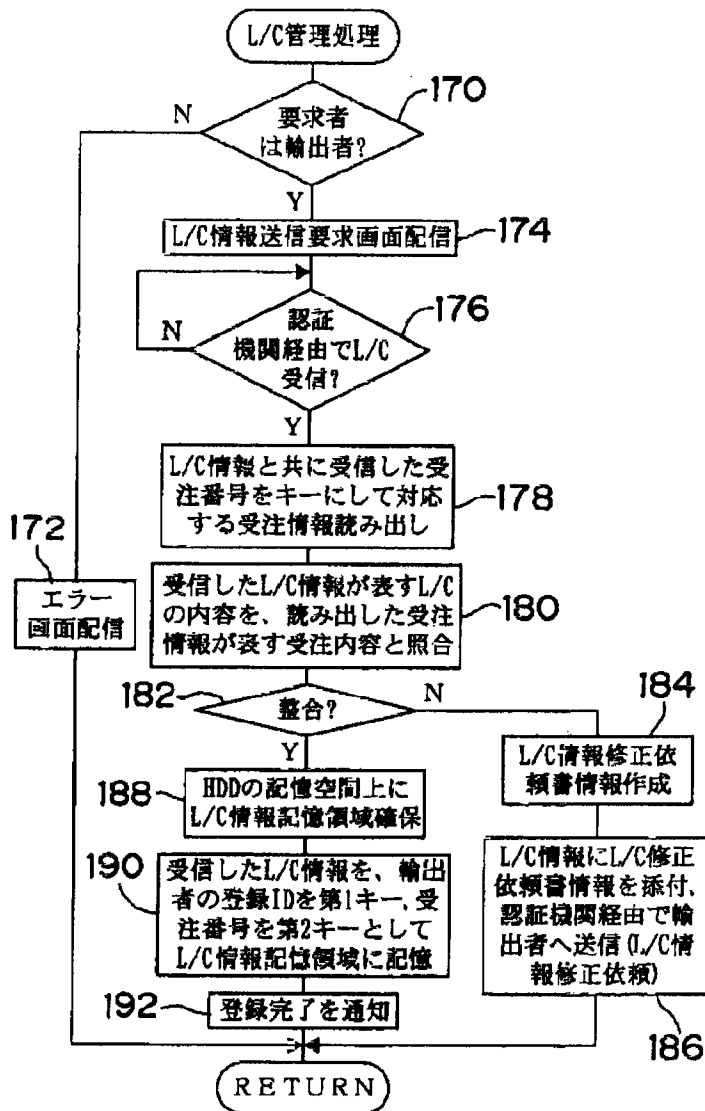 L/C管理処理
170
N
要求者
は輸出者?
Y
L/C情報送信要求画面配信
174
176
N
認証
機関経由でL/C
受信?
Y
L/C情報と共に受信した受
注番号をキーにして対応
する受注情報読み出し
178
172
エラー
画面配信
受信したL/C情報が表すL/C
の内容を、読み出した受注
情報が表す受注内容と照合
180
182
整合?
N
184
Y
L/C情報修正依
頼書情報作成
188
HDDの記憶空間上に
L/C情報記憶領域確保
190
受信したL/C情報を、輸出
者の登録IDを第1キー、受
注番号を第2キーとして
L/C情報記憶領域に記憶
L/C情報にL/C修正
依頼書情報を添付、
認証機関経由で輸
出者へ送信(L/C情
報修正依頼)
192
登録完了を通知
186
RETURN